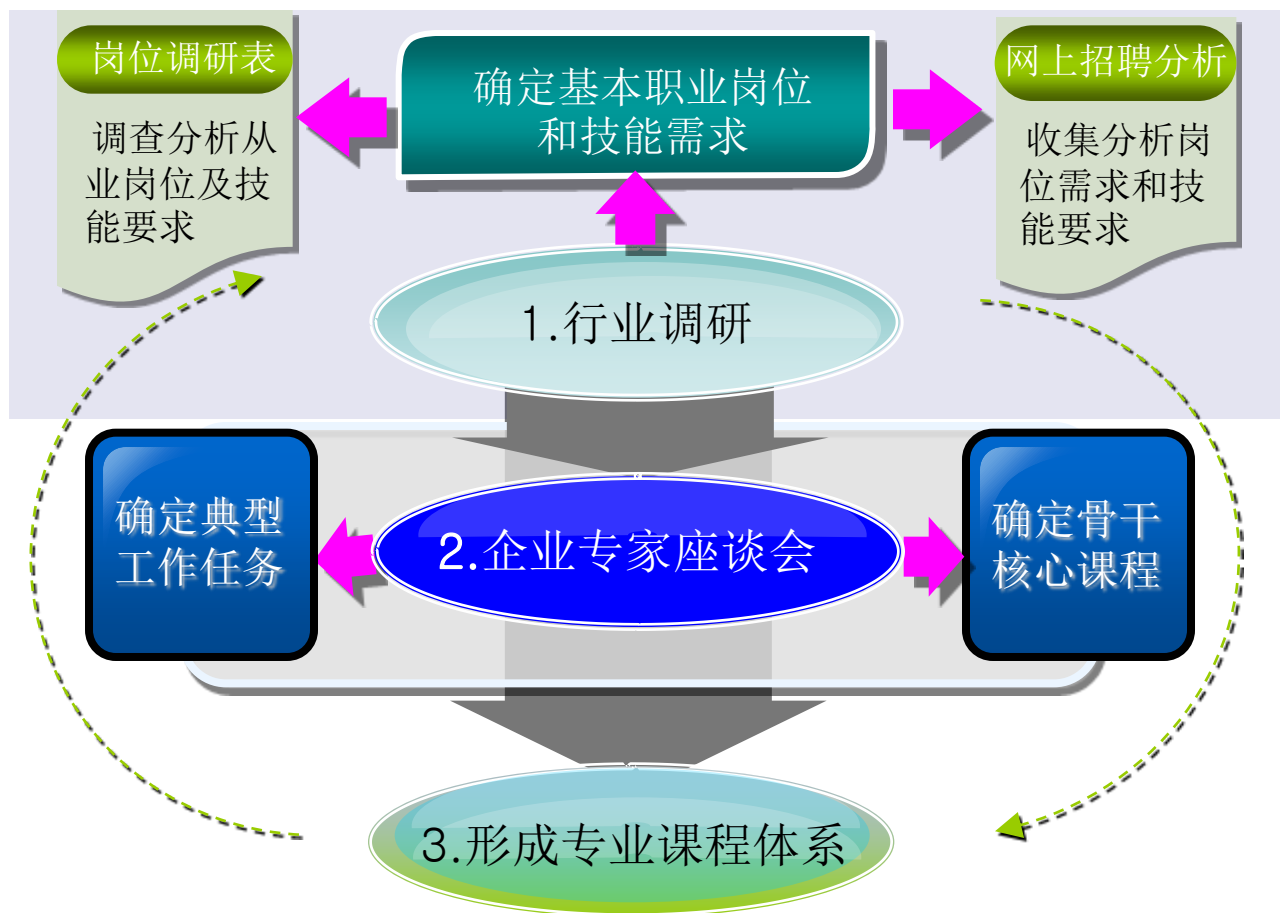 岗位调研表
调查分析从
业岗位及技
能要求
确定基本职业岗位
和技能需求
网上招聘分析
收集分析岗
位需求和技
能要求
1.行业调研
确定典型
工作任务
2.企业专家座谈会
确定骨干
核心课程
3.形成专业课程体系